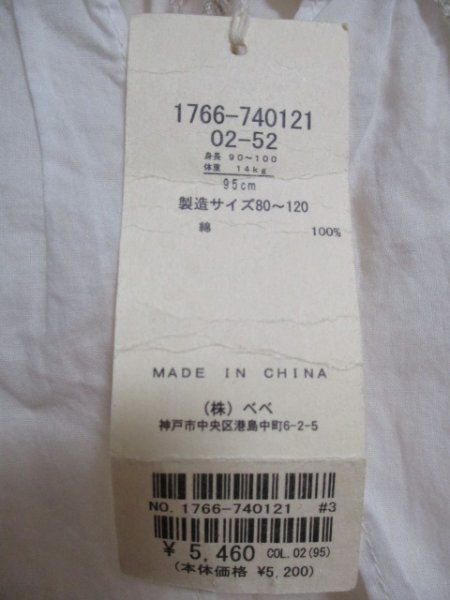 1766-740121
02-52
身長 90～100
体重 14kg
95cm
製造サイズ80～120
綿 100%
MADE IN CHINA
（株）べべ
神戸市中央区港島中町6-2-5
NO. 1766-740121 #3
¥ 5,460 COL.02(95)
(本体価格 ¥5,200)